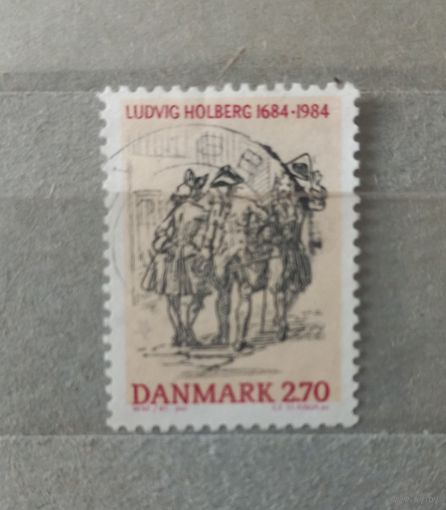 LUDVIG HOLBERG 1684-1984
DANMARK 2.70